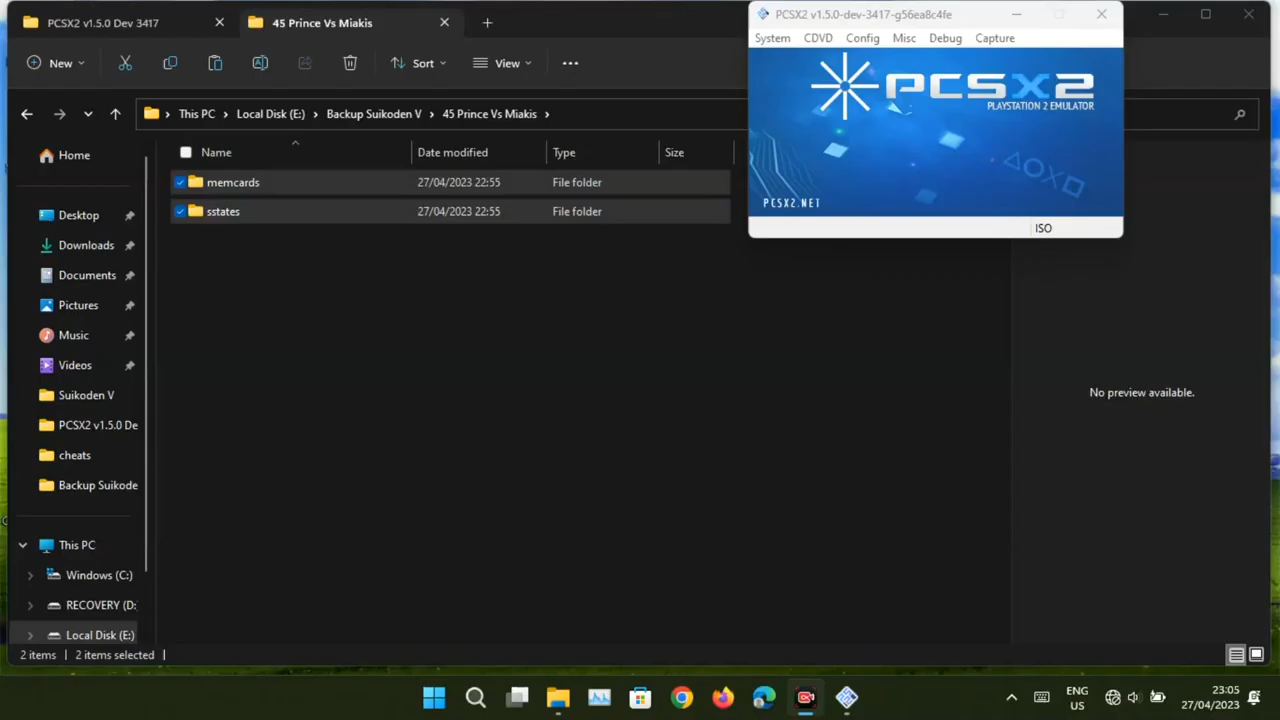 PCSX2 v1.5.0 Dev 3417
45 Prince Vs Miakis
New
Sort
View
This PC
Local Disk (E:)
Backup Suikoden V
45 Prince Vs Miakis
Name
Date modified
Type
Size
memcards
27/04/2023 22:55
File folder
sstates
27/04/2023 22:55
File folder
Home
Desktop
Downloads
Documents
Pictures
Music
Videos
Suikoden V
PCSX2 v1.5.0 De
cheats
Backup Suikode
This PC
Windows (C:)
RECOVERY (D:
Local Disk (E:)
2 items
2 items selected
No preview available.
PCSX2 v1.5.0-dev-3417-g56ea8c4fe
System CDVD Config Misc Debug Capture
PCSX2
PLAYSTATION 2 EMULATOR
PCSX2.NET
ISO
ENG
US
23:05
27/04/2023